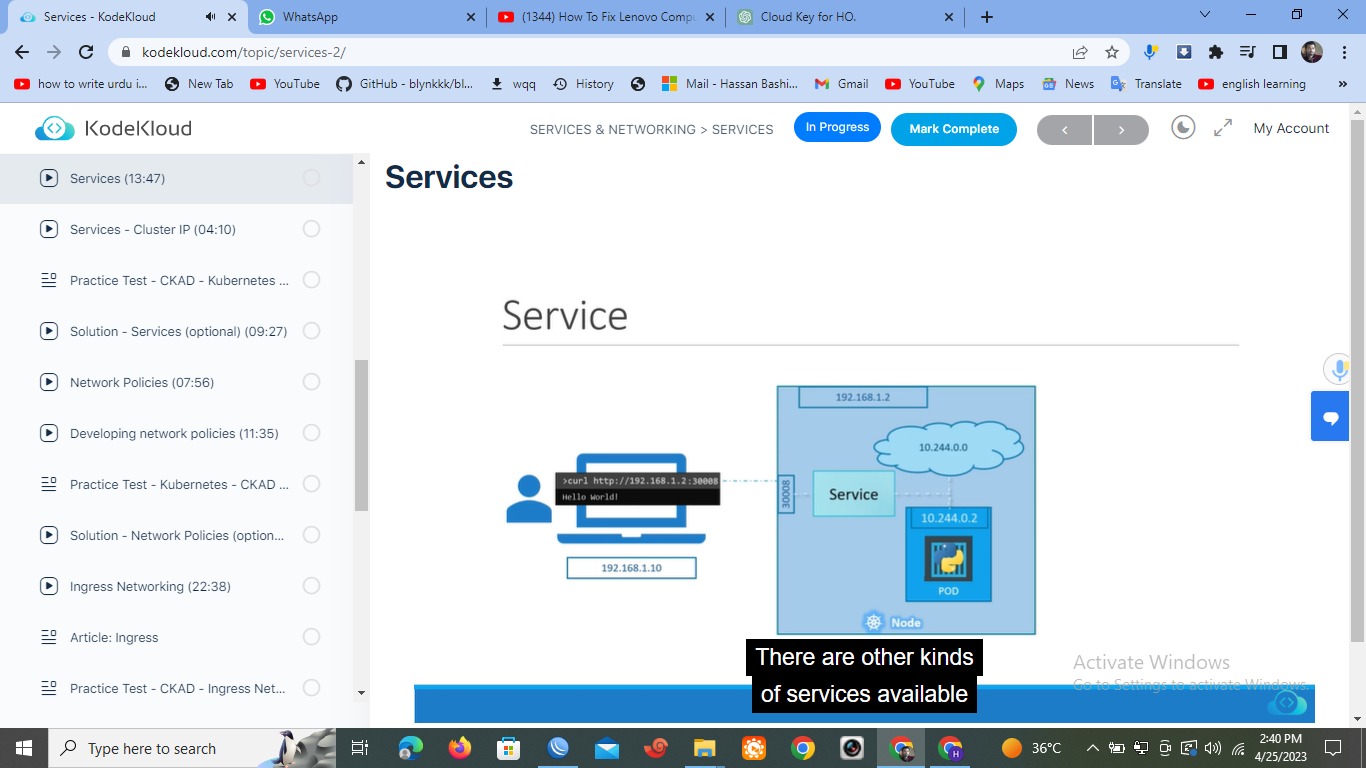 Services - KodeKloud
WhatsApp
(1344) How To Fix Lenovo Compu
Cloud Key for HO.
kodekloud.com/topic/services-2/
how to write urdu i...
New Tab
YouTube
GitHub - blynkkk/bl...
wqq
History
Mail - Hassan Bashi...
Gmail
YouTube
Maps
News
Translate
english learning
KodeKloud
SERVICES & NETWORKING > SERVICES
In Progress
Mark Complete
My Account
Services (13:47)
Services - Cluster IP (04:10)
Practice Test - CKAD - Kubernetes ...
Solution - Services (optional) (09:27)
Network Policies (07:56)
Developing network policies (11:35)
Practice Test - Kubernetes - CKAD ...
Solution - Network Policies (option...
Ingress Networking (22:38)
Article: Ingress
Practice Test - CKAD - Ingress Net...
Services
Service
192.168.1.2
10.244.0.0
>curl http://192.168.1.2:30008
Hello World!
30008
Service
10.244.0.2
POD
192.168.1.10
Node
There are other kinds
of services available
Activate Windows
Go to Settings to activate Windows.
Type here to search
36°C
2:40 PM
4/25/2023